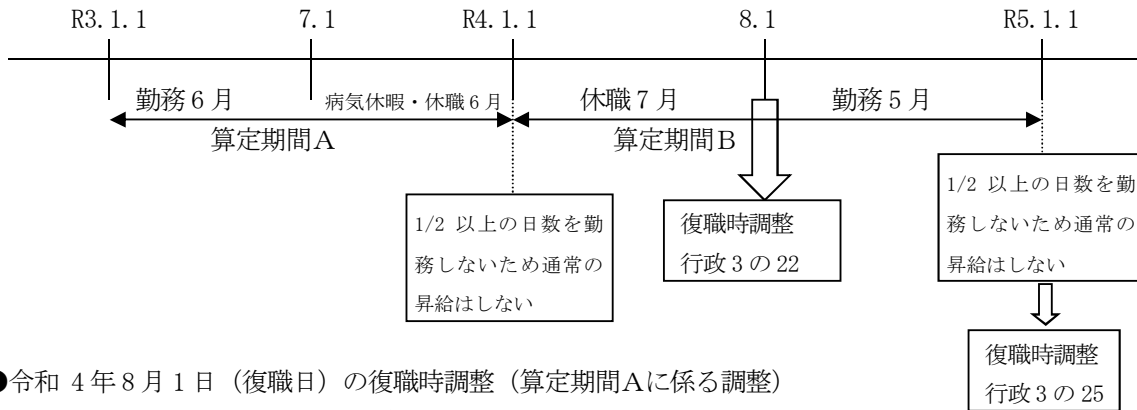 R3.1.1 7.1 R4.1.1 8.1 R5.1.1
勤務6月 病気休暇・休職6月 休職7月 勤務5月
算定期間A 算定期間B
1/2 以上の日数を勤
務しないため通常の
昇給はしない
復職時調整
行政3の22
1/2 以上の日数を勤
務しないため通常の
昇給はしない
復職時調整
行政3の25
●令和 4年8月1日(復職日)の復職時調整(算定期間Aに係る調整)